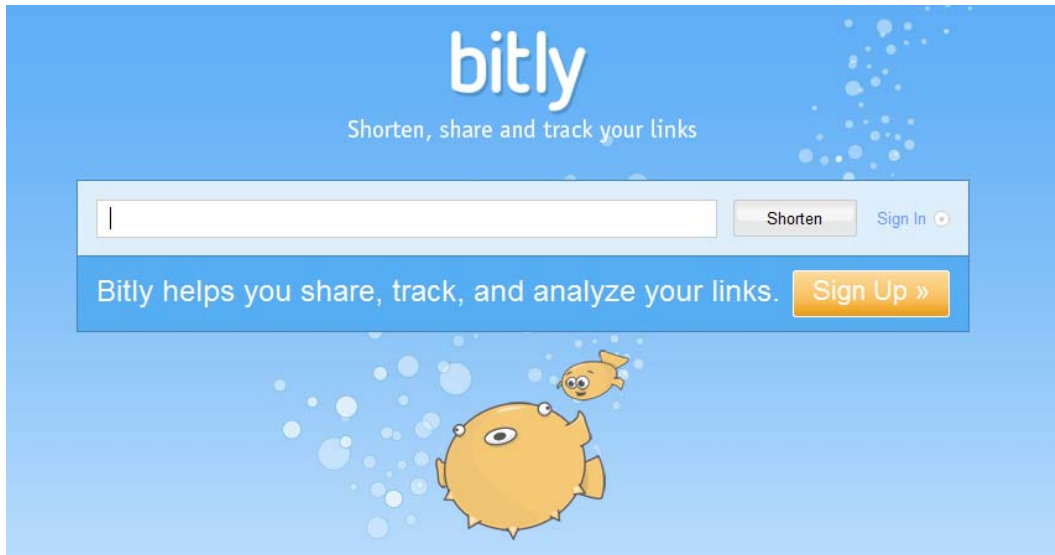 bitly
Shorten, share and track your links
Shorten Sign In
Bitly helps you share, track, and analyze your links. Sign Up »